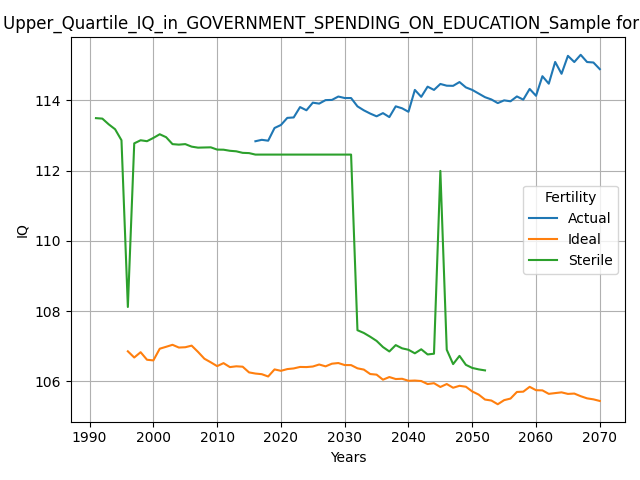 Upper_Quartile_IQ_in_GOVERNMENT_SPENDING_ON_EDUCATION_Sample for
IQ
114
112
110
108
106
Fertility
Actual
Ideal
Sterile
1990 2000 2010 2020 2030 2040 2050 2060 2070
Years